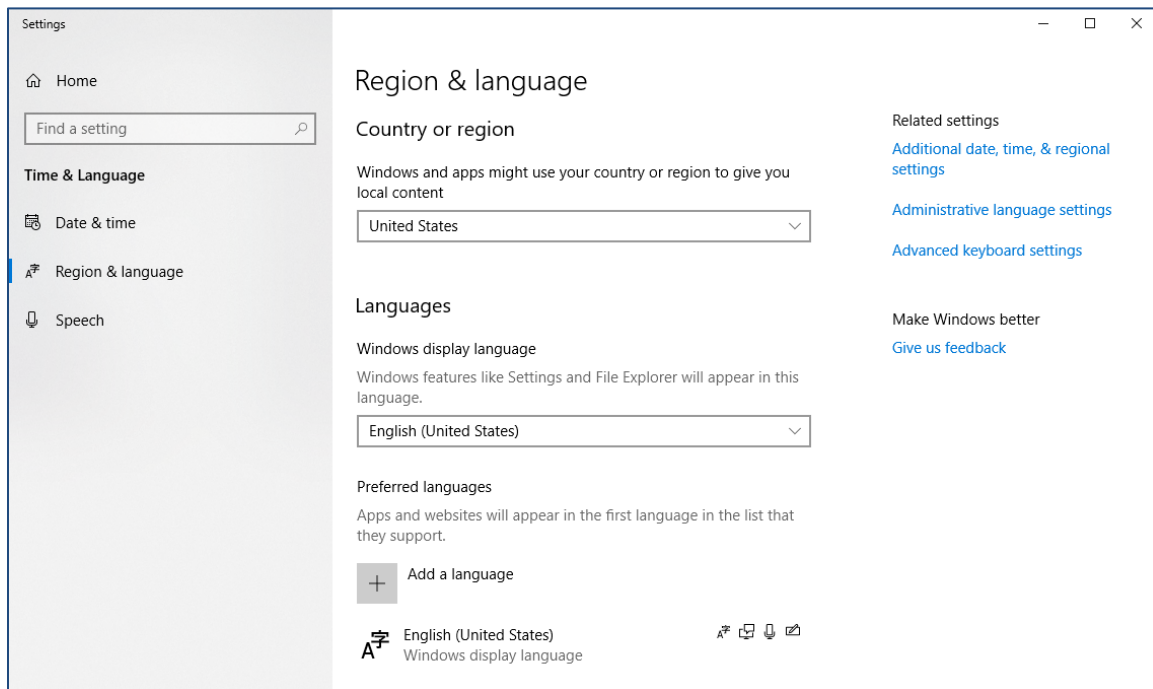 Settings
Home
Find a setting
Time & Language
Date & time
Region & language
Speech
Region & language
Country or region
Windows and apps might use your country or region to give you
local content
United States
Languages
Windows display language
Windows features like Settings and File Explorer will appear in this
language.
English (United States)
Preferred languages
Apps and websites will appear in the first language in the list that
they support.
Add a language
A字 English (United States)
Windows display language
Related settings
Additional date, time, & regional
settings
Administrative language settings
Advanced keyboard settings
Make Windows better
Give us feedback